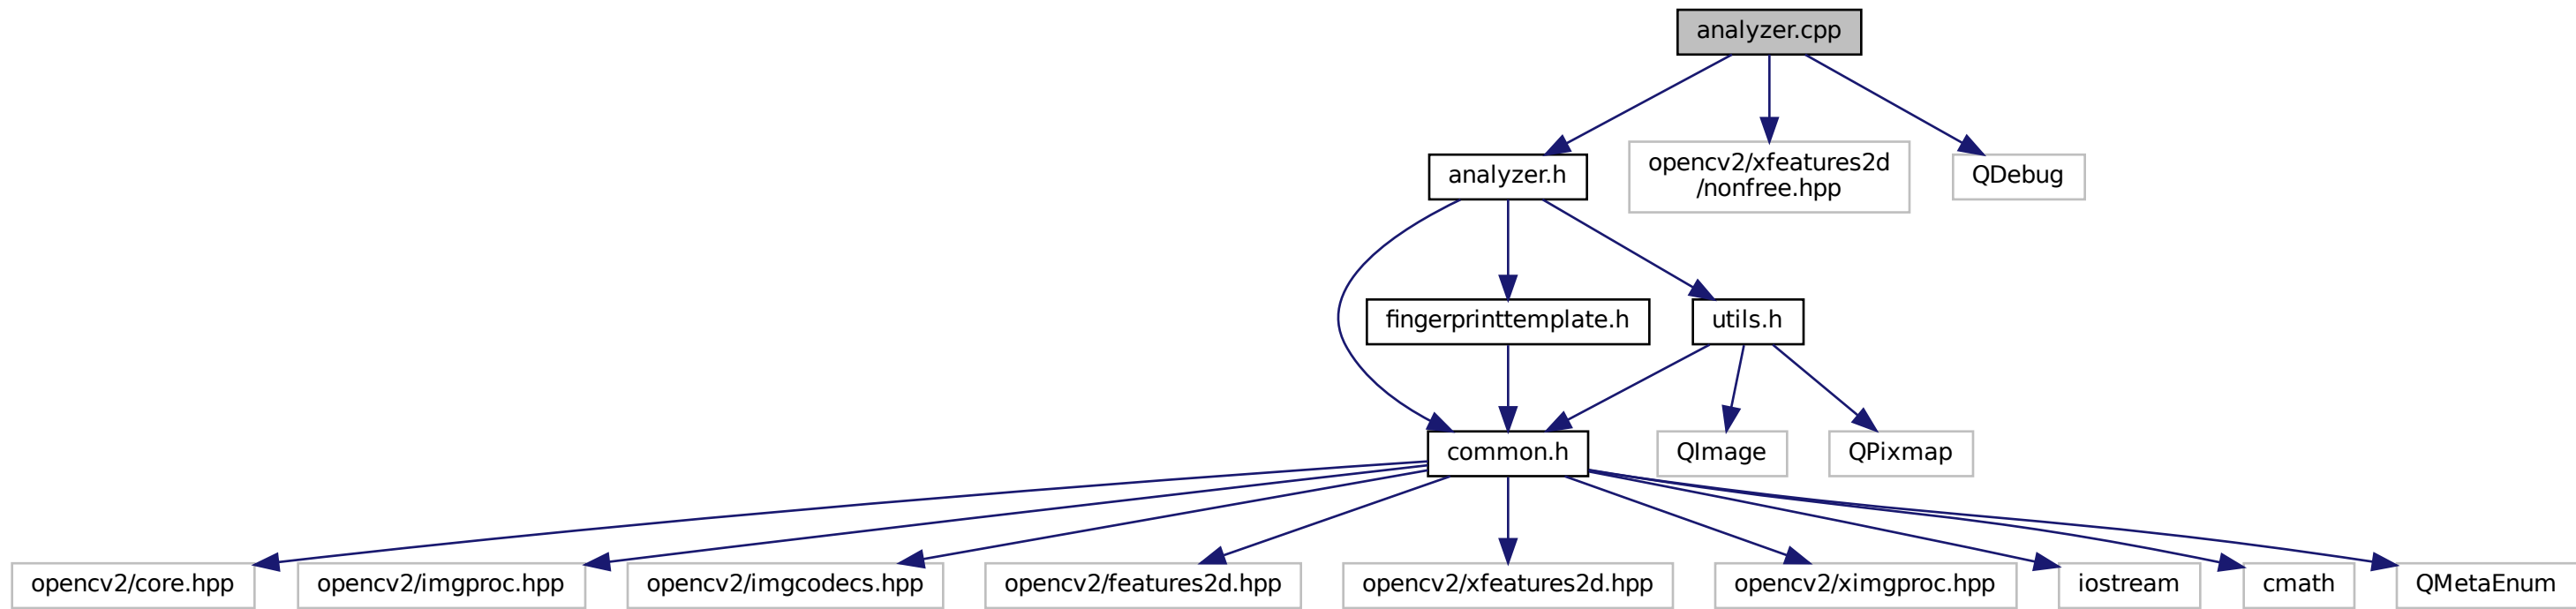 analyzer.cpp
analyzer.h
opencv2/xfeatures2d
/nonfree.hpp
QDebug
fingerprinttemplate.h
utils.h
common.h
QImage
QPixmap
opencv2/core.hpp
opencv2/imgproc.hpp
opencv2/imgcodecs.hpp
opencv2/features2d.hpp
opencv2/xfeatures2d.hpp
opencv2/ximgproc.hpp
iostream
cmath
QMetaEnum